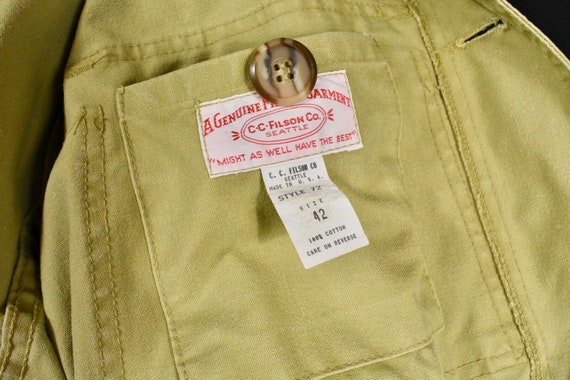 A GENUINE FILSON GARMENT
C·C·FILSON CO.
SEATTLE
"MIGHT AS WELL HAVE THE BEST"
C. C. FILSON CO
SEATTLE
MADE IN U. S. A.
STYLE 72
SIZE
42
100% COTTON
CARE ON REVERSE